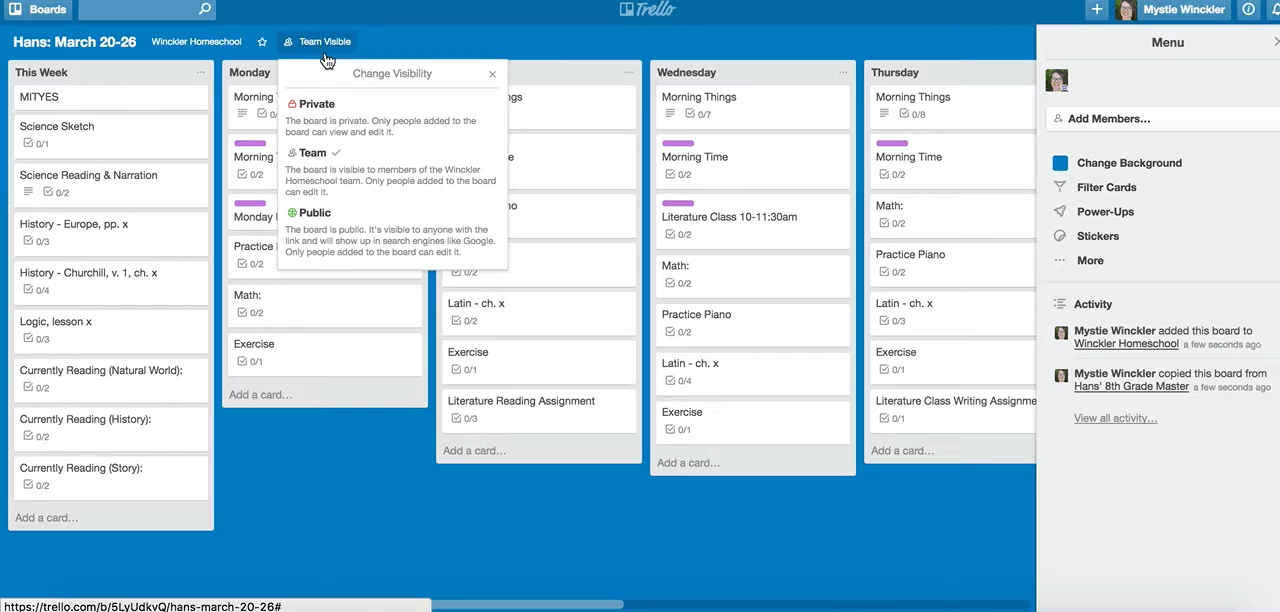 Boards
Trello
Mystie Winckler
Hans: March 20-26
Winckler Homeschool
Team Visible
This Week
MITYES
Science Sketch
0/1
Science Reading & Narration
0/2
History - Europe, pp. x
0/3
History - Churchill, v. 1, ch. x
0/4
Logic, lesson x
0/3
Currently Reading (Natural World):
0/2
Currently Reading (History):
0/2
Currently Reading (Story):
0/2
Add a card...
Monday
Morning
0/
Morning
0/2
Monday
Practice
0/2
Math:
0/2
Exercise
0/1
Add a card...
Change Visibility
Private
The board is private. Only people added to the
board can view and edit it.
Team
The board is visible to members of the Winckler
Homeschool team. Only people added to the board
can edit it.
Public
The board is public. It's visible to anyone with the
link and will show up in search engines like Google.
Only people added to the board can edit it.
ngs
e
no
0/2
Latin - ch. x
0/2
Exercise
0/1
Literature Reading Assignment
0/3
Add a card...
Wednesday
Morning Things
0/7
Morning Time
0/2
Literature Class 10-11:30am
0/2
Math:
0/2
Practice Piano
0/2
Latin - ch. x
0/4
Exercise
0/1
Add a card...
Thursday
Morning Things
0/8
Morning Time
0/2
Math:
0/2
Practice Piano
0/2
Latin - ch. x
0/3
Exercise
0/1
Literature Class Writing Assignme
0/1
Add a card...
Menu
Add Members...
Change Background
Filter Cards
Power-Ups
Stickers
More
Activity
Mystie Winckler added this board to
Winckler Homeschool a few seconds ago
Mystie Winckler copied this board from
Hans' 8th Grade Master a few seconds ago
View all activity...
https://trello.com/b/5LyUdkvQ/hans-march-20-26#